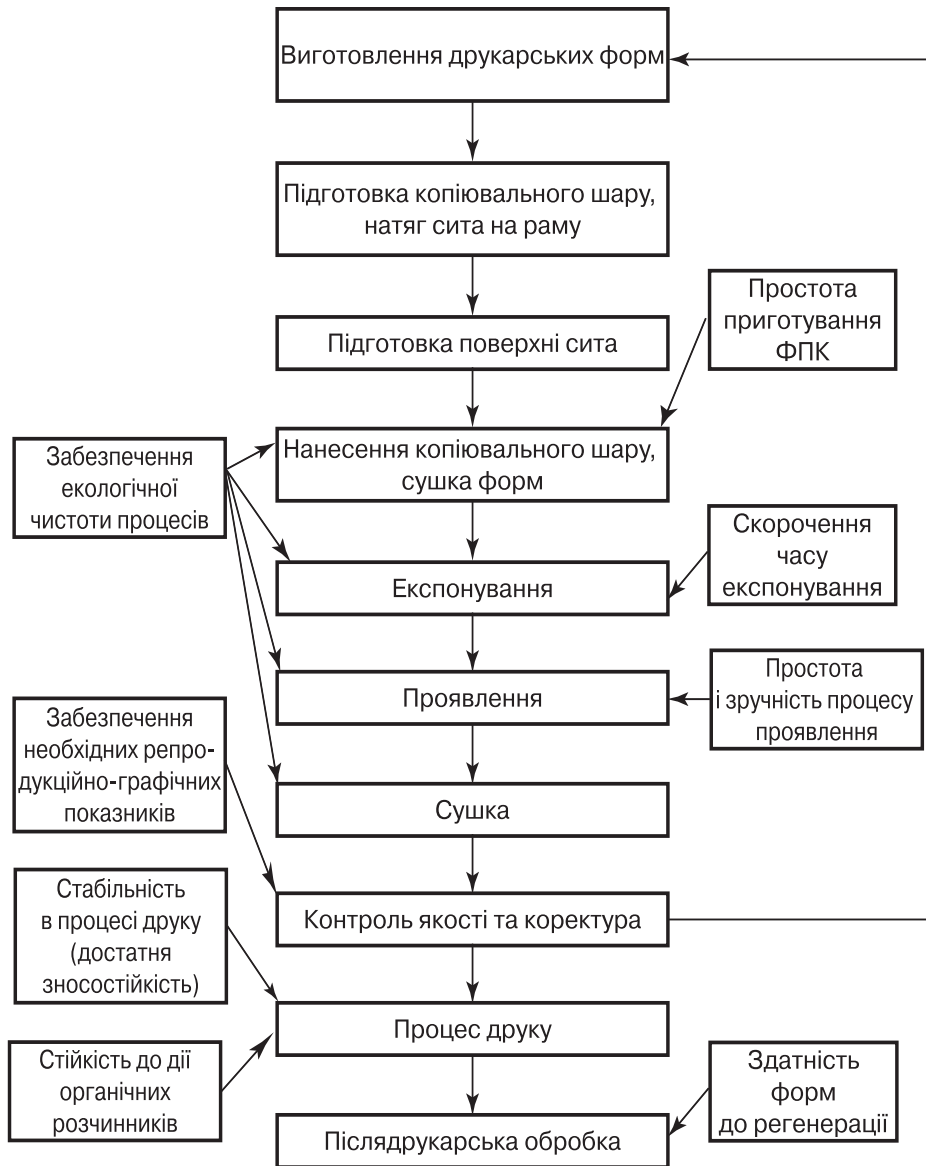 Виготовлення друкарських форм
Підготовка копіювального шару,
натяг сита на раму
Простота
приготування
ФПК
Підготовка поверхні сита
Забезпечення
екологічної
чистоти процесів
Нанесення копіювального шару,
сушка форм
Скорочення
часу
експонування
Експонування
Простота
і зручність процесу
проявлення
Проявлення
Забезпечення
необхідних репро-
дукційно-графічних
показників
Сушка
Стабільність
в процесі друку
(достатня
зносостійкість)
Контроль якості та коректура
Процес друку
Стійкість до дії
органічних
розчинників
Здатність
форм
до регенерації
Післядрукарська обробка